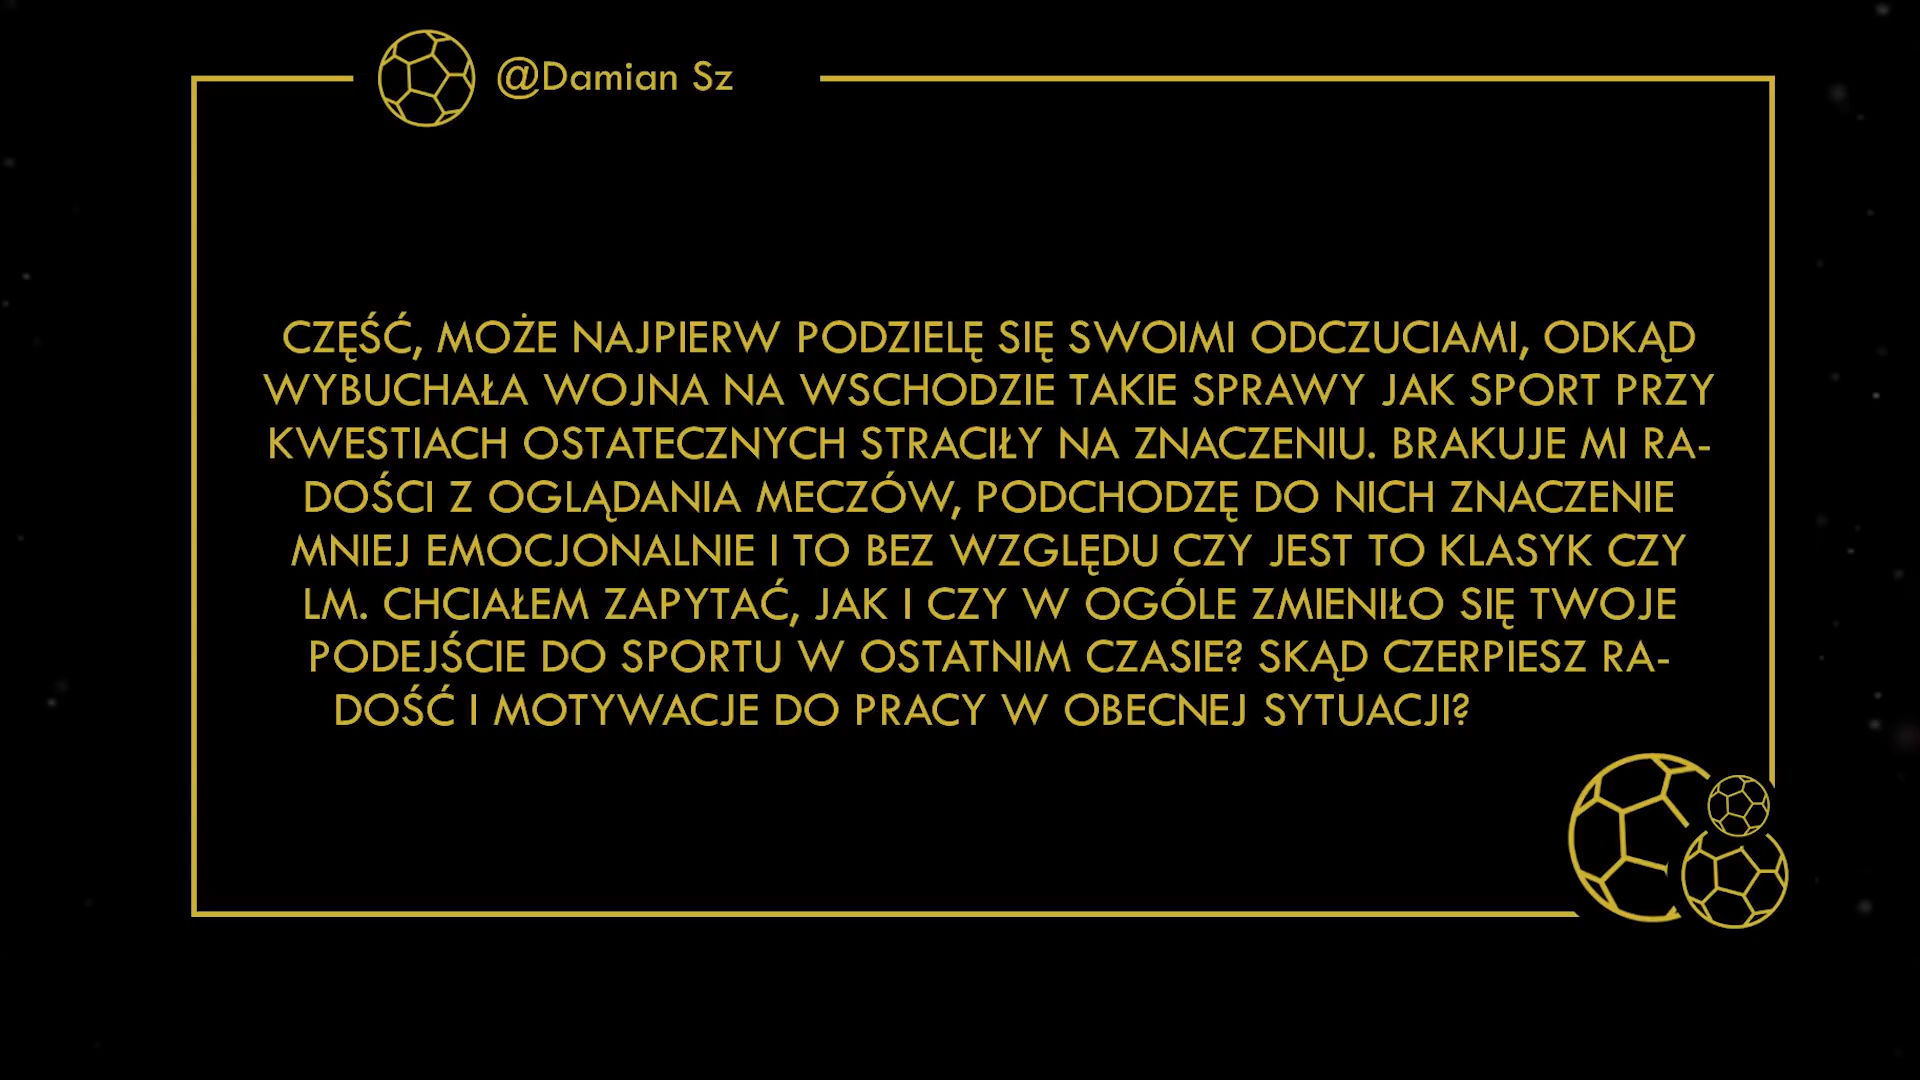 @Damian Sz
CZĘŚĆ, MOŻE NAJPIERW PODZIELĘ SIĘ SWOIMI ODCZUCIAMI, ODKĄD
WYBUCHAŁA WOJNA NA WSCHODZIE TAKIE SPRAWY JAK SPORT PRZY
KWESTIACH OSTATECZNYCH STRACIŁY NA ZNACZENIU. BRAKUJE MI RA-
DOŚCI Z OGLĄDANIA MECZÓW, PODCHODZĘ DO NICH ZNACZENIE
MNIEJ EMOCJONALNIE I TO BEZ WZGLĘDU CZY JEST TO KLASYK CZY
LM. CHCIAŁEM ZAPYTAĆ, JAK I CZY W OGÓLE ZMIENIŁO SIĘ TWOJE
PODEJŚCIE DO SPORTU W OSTATNIM CZASIE? SKĄD CZERPIESZ RA-
DOŚĆ I MOTYWACJE DO PRACY W OBECNEJ SYTUACJI?